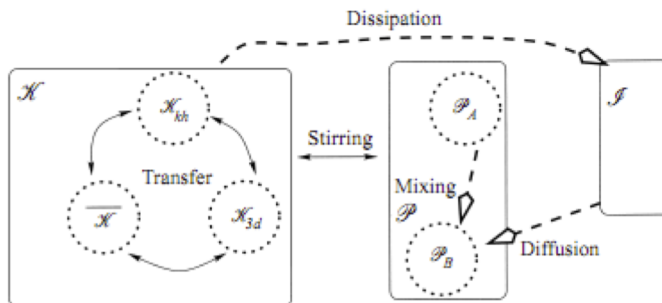 Dissipation
𝒦
𝒦kh
𝒫A
ℐ
Stirring
Transfer
Mixing
𝒦̅
𝒦3d
𝒫
𝒫B
Diffusion